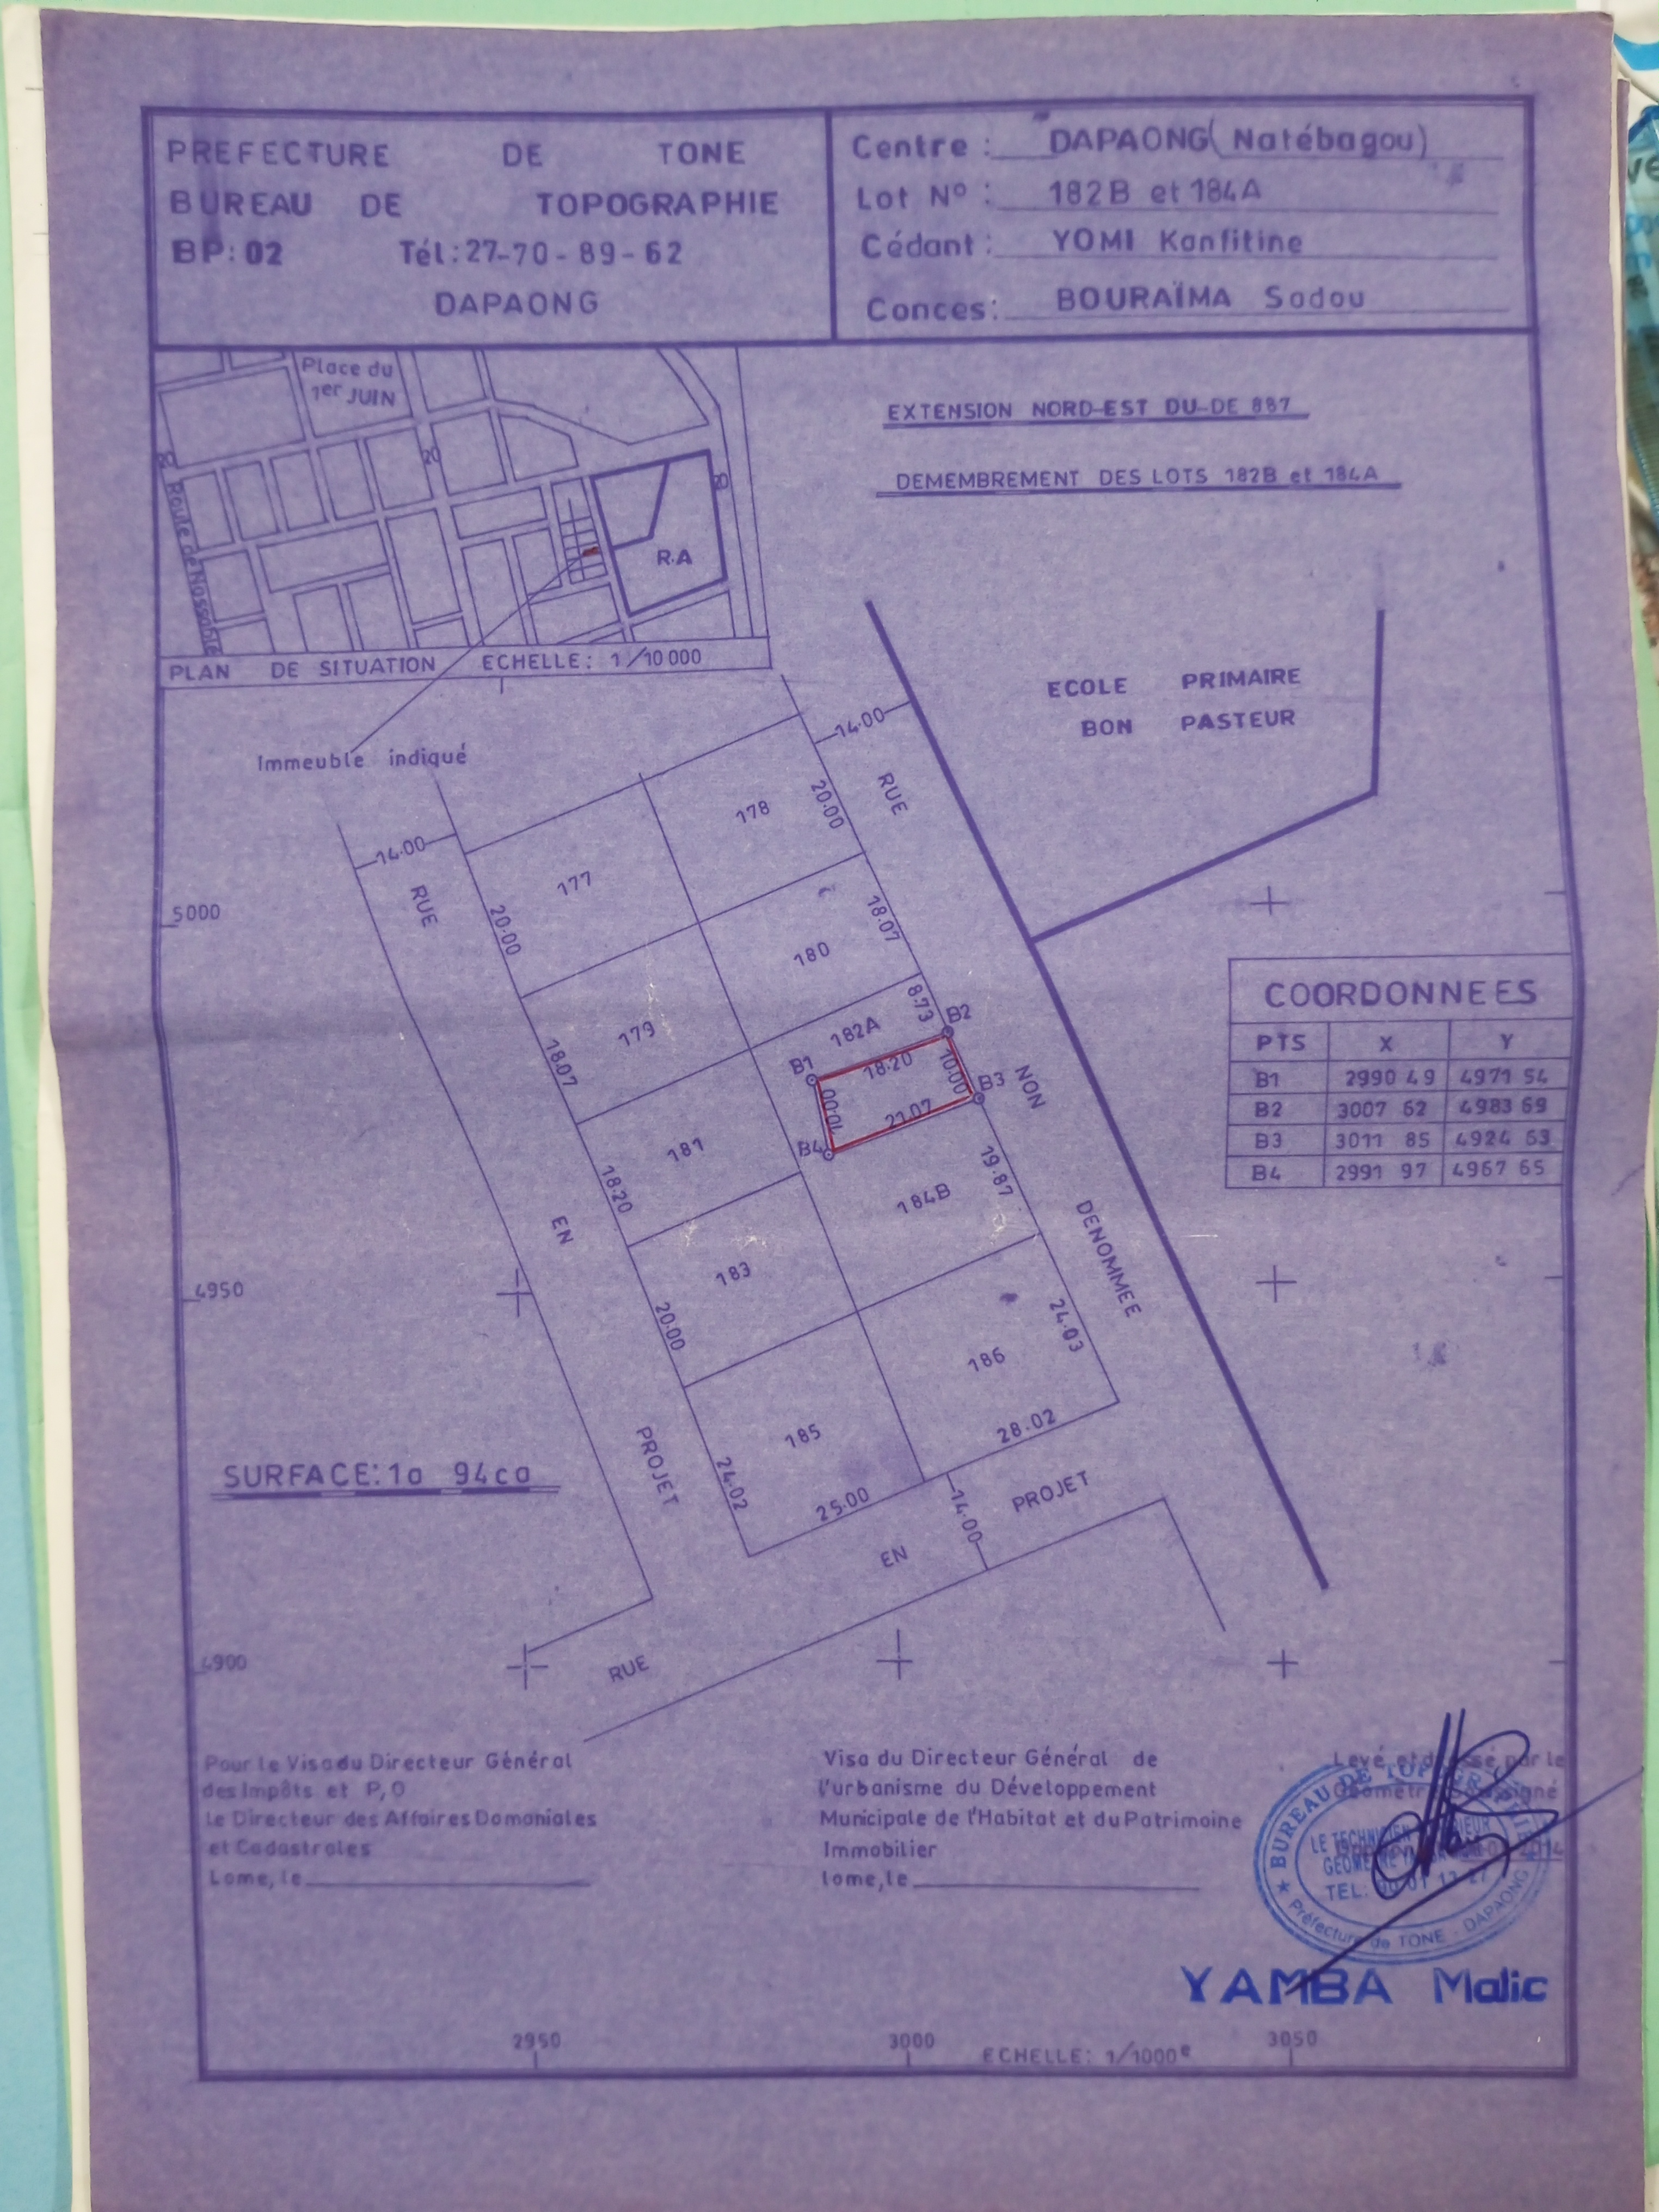 PREFECTURE DE TONE
BUREAU DE TOPOGRAPHIE
BP: 02 Tél: 27-70-89-62
DAPAONG
Centre : DAPAONG (Natébagou)
Lot Nº : 182B et 184A
Cédant : YOMI Kanfitine
Conces: BOURAÏMA Sadou
Place du
1er JUIN
20
Route de
R.A
PLAN DE SITUATION ECHELLE: 1/10 000
Immeuble indiqué
EXTENSION NORD-EST DU DE 887
DEMEMBREMENT DES LOTS 182B et 184A
ECOLE PRIMAIRE
BON PASTEUR
14.00
RUE
20.00
178
14.00
RUE
177
20.00
18.07
180
5000
179
18.07
8.73
182A
B2
B1
18.20
10.00
B3
10.00
21.07
B4
NON
DENOMMEE
181
18.20
184B
19.87
EN
183
20.00
4950
186
24.03
28.02
185
24.02
25.00
PROJET
14.00
EN PROJET
RUE
4900
COORDONNEES
PTS X Y
B1 2990 49 4971 54
B2 3007 62 4983 69
B3 3011 85 4924 63
B4 2991 97 4967 65
SURFACE: 1a 94ca
Pour le Visa du Directeur Général
des Impôts et P,O
le Directeur des Affaires Domaniales
et Cadastrales
Lome, le
Visa du Directeur Général de
l'urbanisme du Développement
Municipale de l'Habitat et du Patrimoine
Immobilier
lome, le
Levé et dressé par le
Géomètre soussigné
BUREAU DE TOPOGRAPHIE
LE TECHNICIEN SUPERIEUR
GEOMETRE
TEL:
Préfecture de TONE - DAPAONG
YAMBA Malic
2950 3000 3050
ECHELLE: 1/1000e